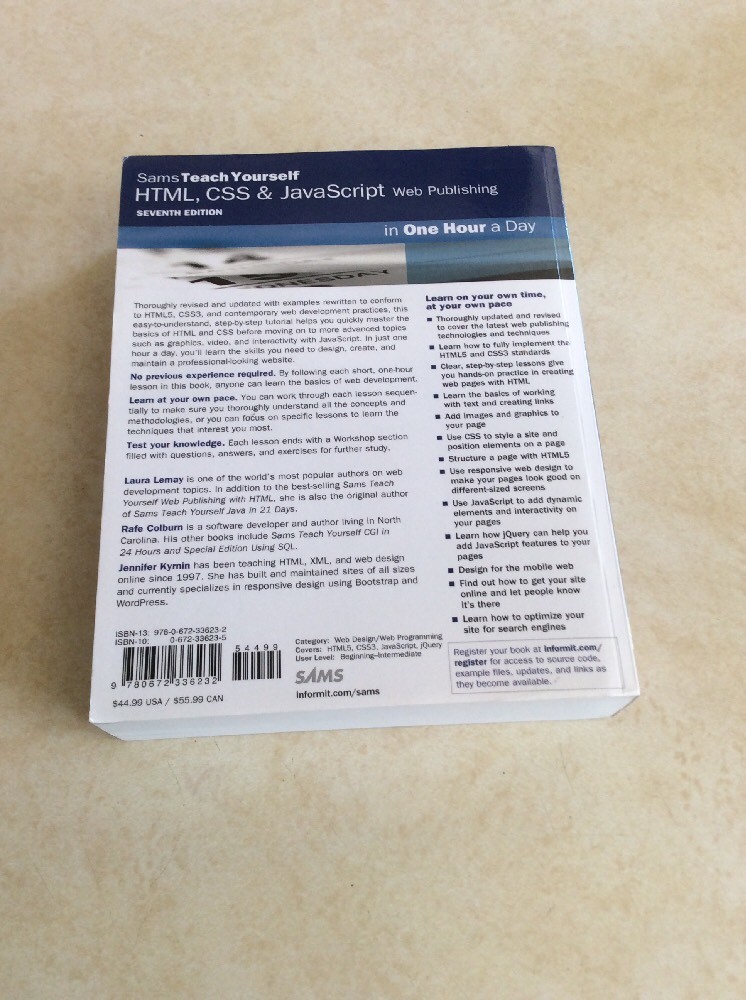 Sams Teach Yourself
HTML, CSS & JavaScript Web Publishing
SEVENTH EDITION
in One Hour a Day
Thoroughly revised and updated with examples rewritten to conform
to HTML5, CSS3, and contemporary web development practices, this
easy-to-understand, step-by-step tutorial helps you quickly master the
basics of HTML and CSS before moving on to more advanced topics
such as graphics, video, and interactivity with JavaScript. In just one
hour a day, you'll learn the skills you need to design, create, and
maintain a professional-looking website.
No previous experience required. By following each short, one-hour
lesson in this book, anyone can learn the basics of web development.
Learn at your own pace. You can work through each lesson sequen-
tially to make sure you thoroughly understand all the concepts and
methodologies, or you can focus on specific lessons to learn the
techniques that interest you most.
Test your knowledge. Each lesson ends with a Workshop section
filled with questions, answers, and exercises for further study.
Laura Lemay is one of the world's most popular authors on web
development topics. In addition to the best-selling Sams Teach
Yourself Web Publishing with HTML, she is also the original author
of Sams Teach Yourself Java in 21 Days.
Rafe Colburn is a software developer and author living in North
Carolina. His other books include Sams Teach Yourself CGI in
24 Hours and Special Edition Using SQL.
Jennifer Kyrnin has been teaching HTML, XML, and web design
online since 1997. She has built and maintained sites of all sizes
and currently specializes in responsive design using Bootstrap and
WordPress.
Learn on your own time,
at your own pace
■ Thoroughly updated and revised
to cover the latest web publishing
technologies and techniques
■ Learn how to fully implement the
HTML5 and CSS3 standards
■ Clear, step-by-step lessons give
you hands-on practice in creating
web pages with HTML
■ Learn the basics of working
with text and creating links
■ Add images and graphics to
your page
■ Use CSS to style a site and
position elements on a page
■ Structure a page with HTML5
■ Use responsive web design to
make your pages look good on
different-sized screens
■ Use JavaScript to add dynamic
elements and interactivity on
your pages
■ Learn how jQuery can help you
add JavaScript features to your
pages
■ Design for the mobile web
■ Find out how to get your site
online and let people know
it's there
■ Learn how to optimize your
site for search engines
ISBN-13: 978-0-672-33623-2
ISBN-10: 0-672-33623-5
5 4 4 9 9
9 780672 336232
$44.99 USA / $55.99 CAN
Category: Web Design/Web Programming
Covers: HTML5, CSS3, JavaScript, jQuery
User Level: Beginning–Intermediate
SAMS
informit.com/sams
Register your book at informit.com/
register for access to source code,
example files, updates, and links as
they become available.